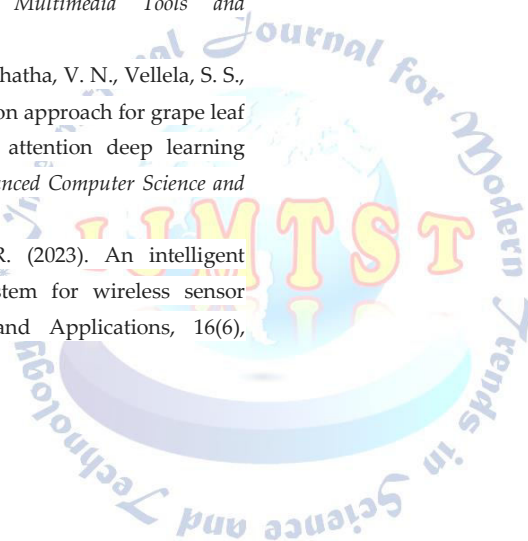 Multimedia Tools and
hatha, V. N., Vellela, S. S.,
on approach for grape leaf
attention deep learning
anced Computer Science and
R. (2023). An intelligent
stem for wireless sensor
and Applications, 16(6),
nal Journal for Modern Trends in Science and Technology
IJMTST